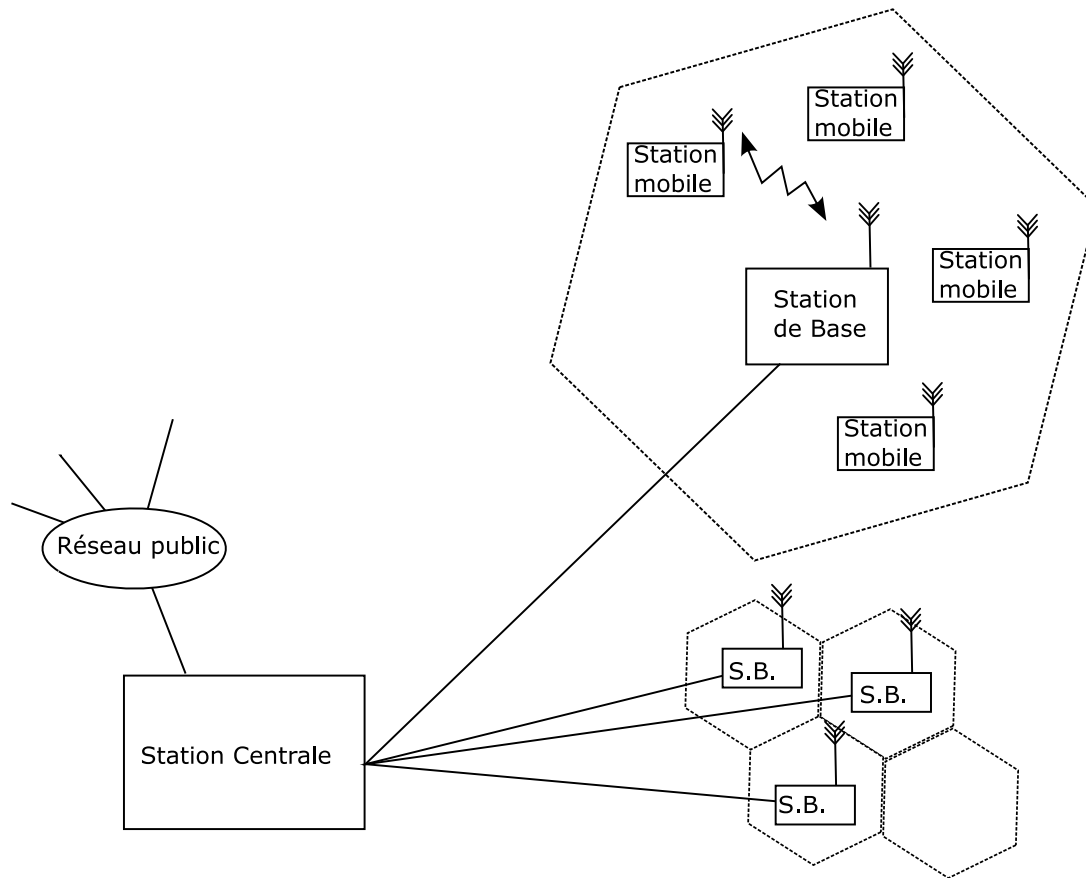 Station
mobile
Station
mobile
Station
mobile
Station
de Base
Station
mobile
Réseau public
S.B.
S.B.
Station Centrale
S.B.